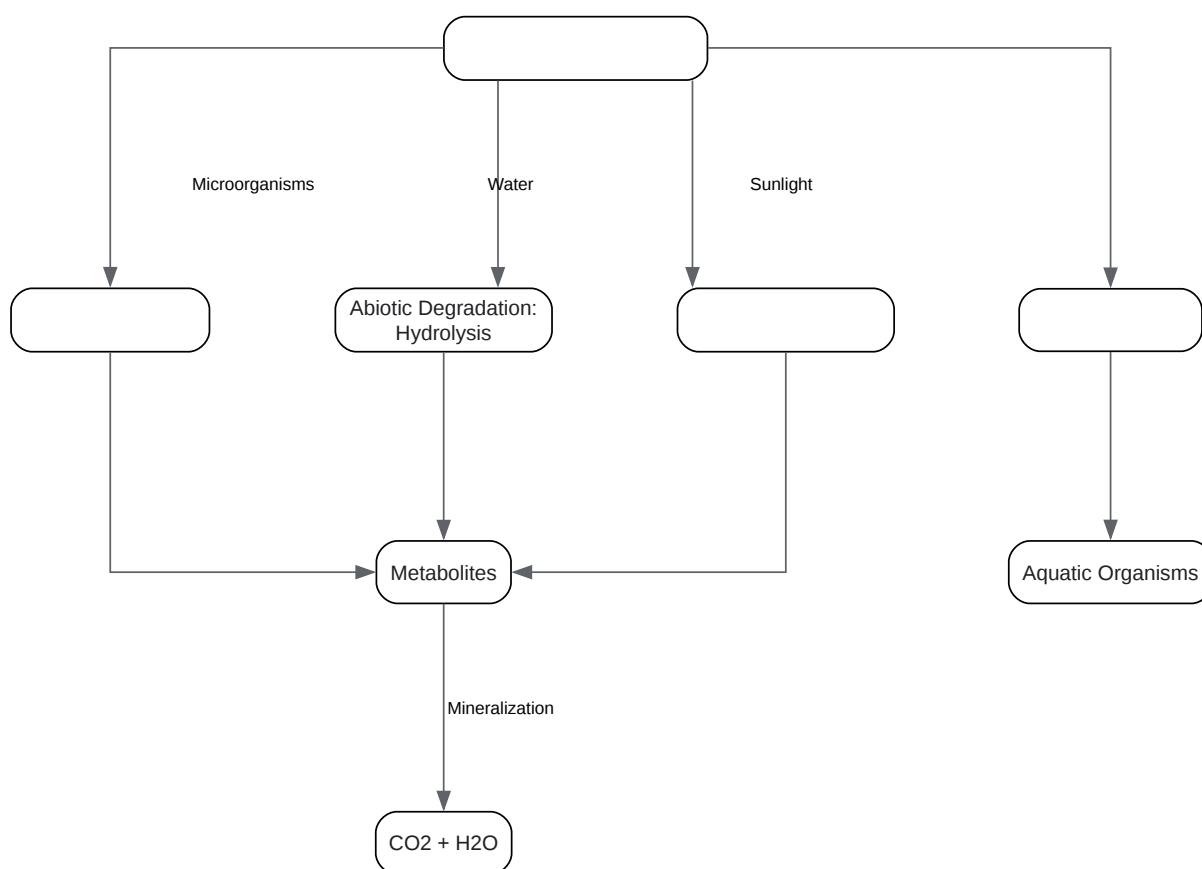 Microorganisms
Water
Sunlight
Abiotic Degradation:
Hydrolysis
Metabolites
Aquatic Organisms
Mineralization
CO2 + H2O